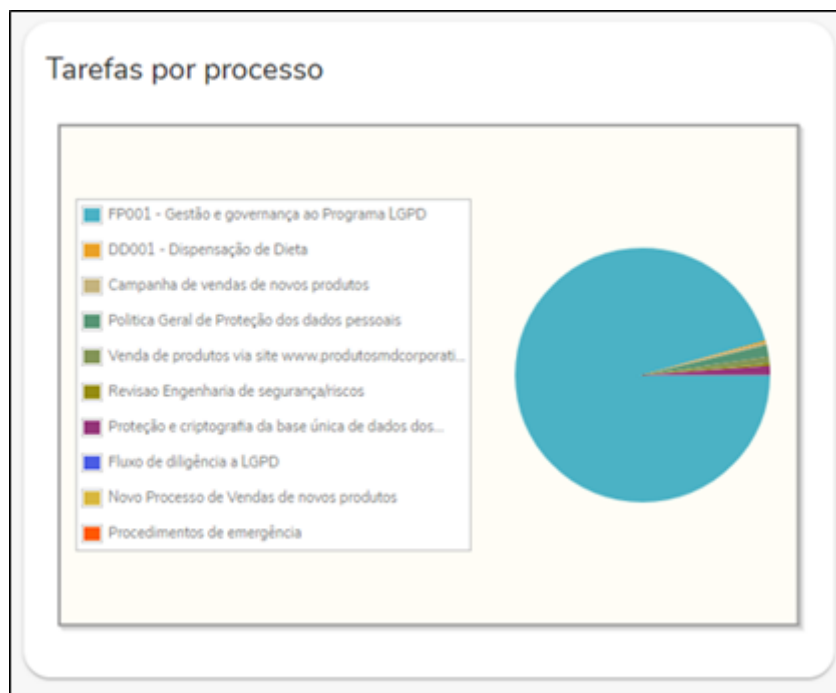 Tarefas por processo
FP001 - Gestão e governança ao Programa LGPD
DD001 - Dispensação de Dieta
Campanha de vendas de novos produtos
Politica Geral de Proteção dos dados pessoais
Venda de produtos via site www.produtosmdcorporati...
Revisao Engenharia de segurança/riscos
Proteção e criptografia da base única de dados dos...
Fluxo de diligência a LGPD
Novo Processo de Vendas de novos produtos
Procedimentos de emergência